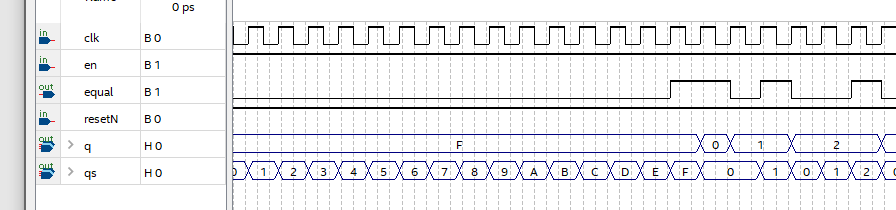 0 ps
in clk B 0
in en B 1
out equal B 1
in resetN B 0
out q H 0 F 0 1 2
out qs H 0 0 1 2 3 4 5 6 7 8 9 A B C D E F 0 1 0 1 2 0